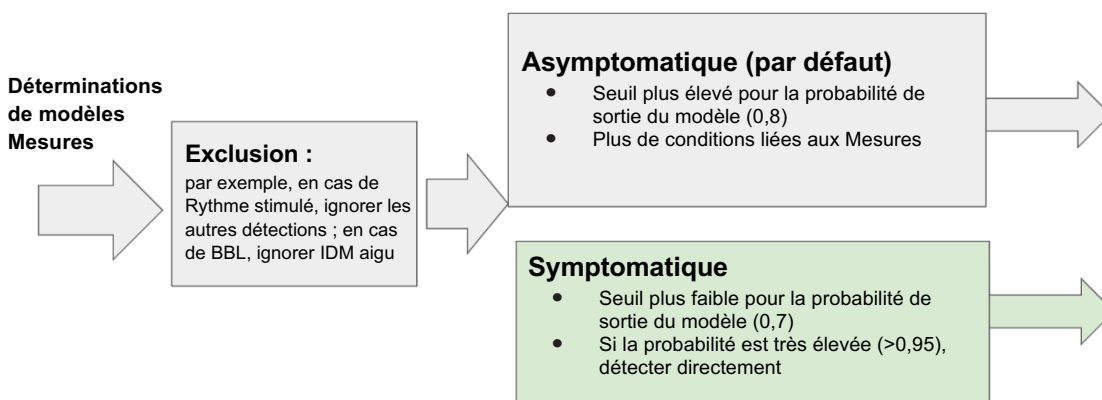 Déterminations
de modèles
Mesures
Exclusion :
par exemple, en cas de
Rythme stimulé, ignorer les
autres détections ; en cas
de BBL, ignorer IDM aigu
Asymptomatique (par défaut)
● Seuil plus élevé pour la probabilité de
sortie du modèle (0,8)
● Plus de conditions liées aux Mesures
Symptomatique
● Seuil plus faible pour la probabilité de
sortie du modèle (0,7)
● Si la probabilité est très élevée (>0,95),
détecter directement